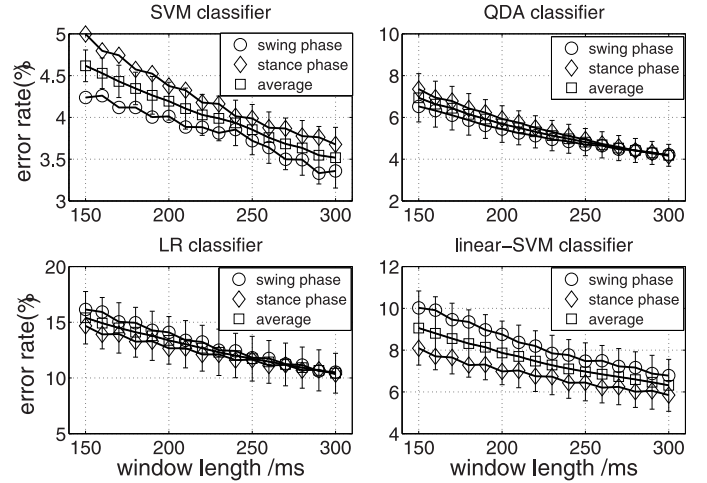 SVM classifier
error rate(%
5
4.5
4
3.5
3
150 200 250 300
swing phase
stance phase
average
QDA classifier
10
8
6
4
2
150 200 250 300
swing phase
stance phase
average
LR classifier
error rate(%
20
15
10
5
150 200 250 300
window length /ms
swing phase
stance phase
average
linear-SVM classifier
12
10
8
6
4
150 200 250 300
window length /ms
swing phase
stance phase
average